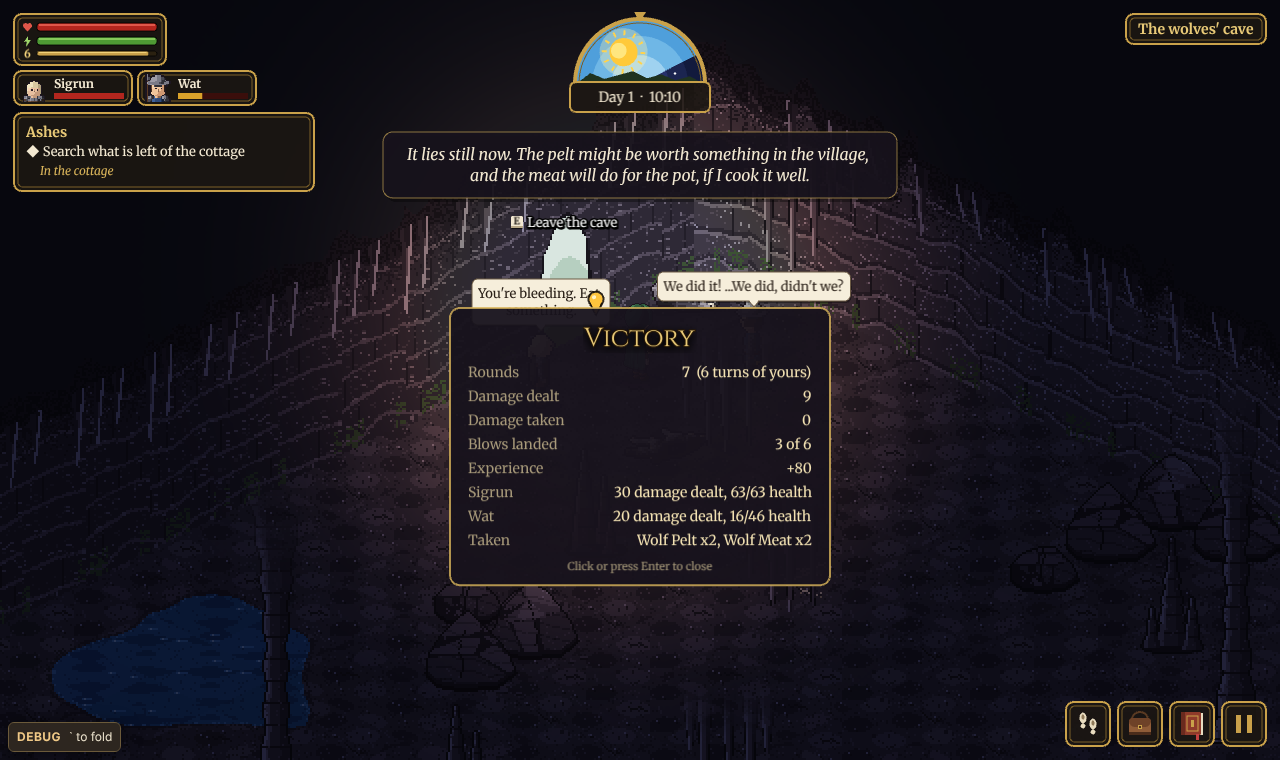 6
Sigrun
Wat
Ashes
Search what is left of the cottage
In the cottage
Day 1 · 10:10
The wolves' cave
It lies still now. The pelt might be worth something in the village,
and the meat will do for the pot, if I cook it well.
E Leave the cave
You're bleeding. Eat
something.
We did it! ...We did, didn't we?
Victory
Rounds 7 (6 turns of yours)
Damage dealt 9
Damage taken 0
Blows landed 3 of 6
Experience +80
Sigrun 30 damage dealt, 63/63 health
Wat 20 damage dealt, 16/46 health
Taken Wolf Pelt x2, Wolf Meat x2
Click or press Enter to close
DEBUG ` to fold